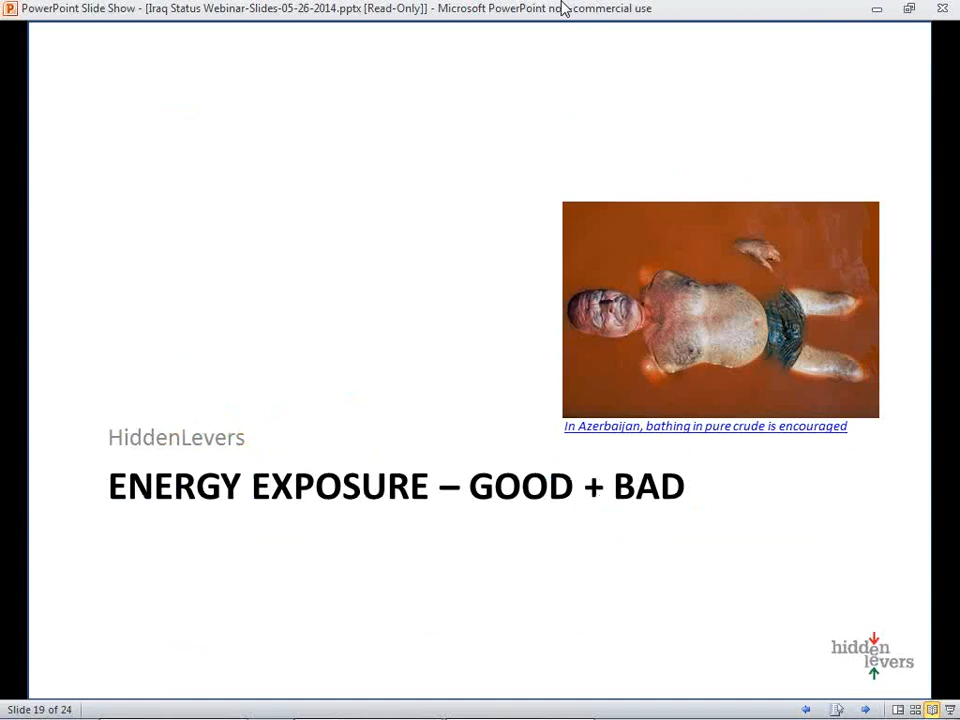 PowerPoint Slide Show - [Iraq Status Webinar-Slides-05-26-2014.pptx [Read-Only]] - Microsoft PowerPoint commercial use
In Azerbaijan, bathing in pure crude is encouraged
HiddenLevers
ENERGY EXPOSURE – GOOD + BAD
hidden
levers
Slide 19 of 24